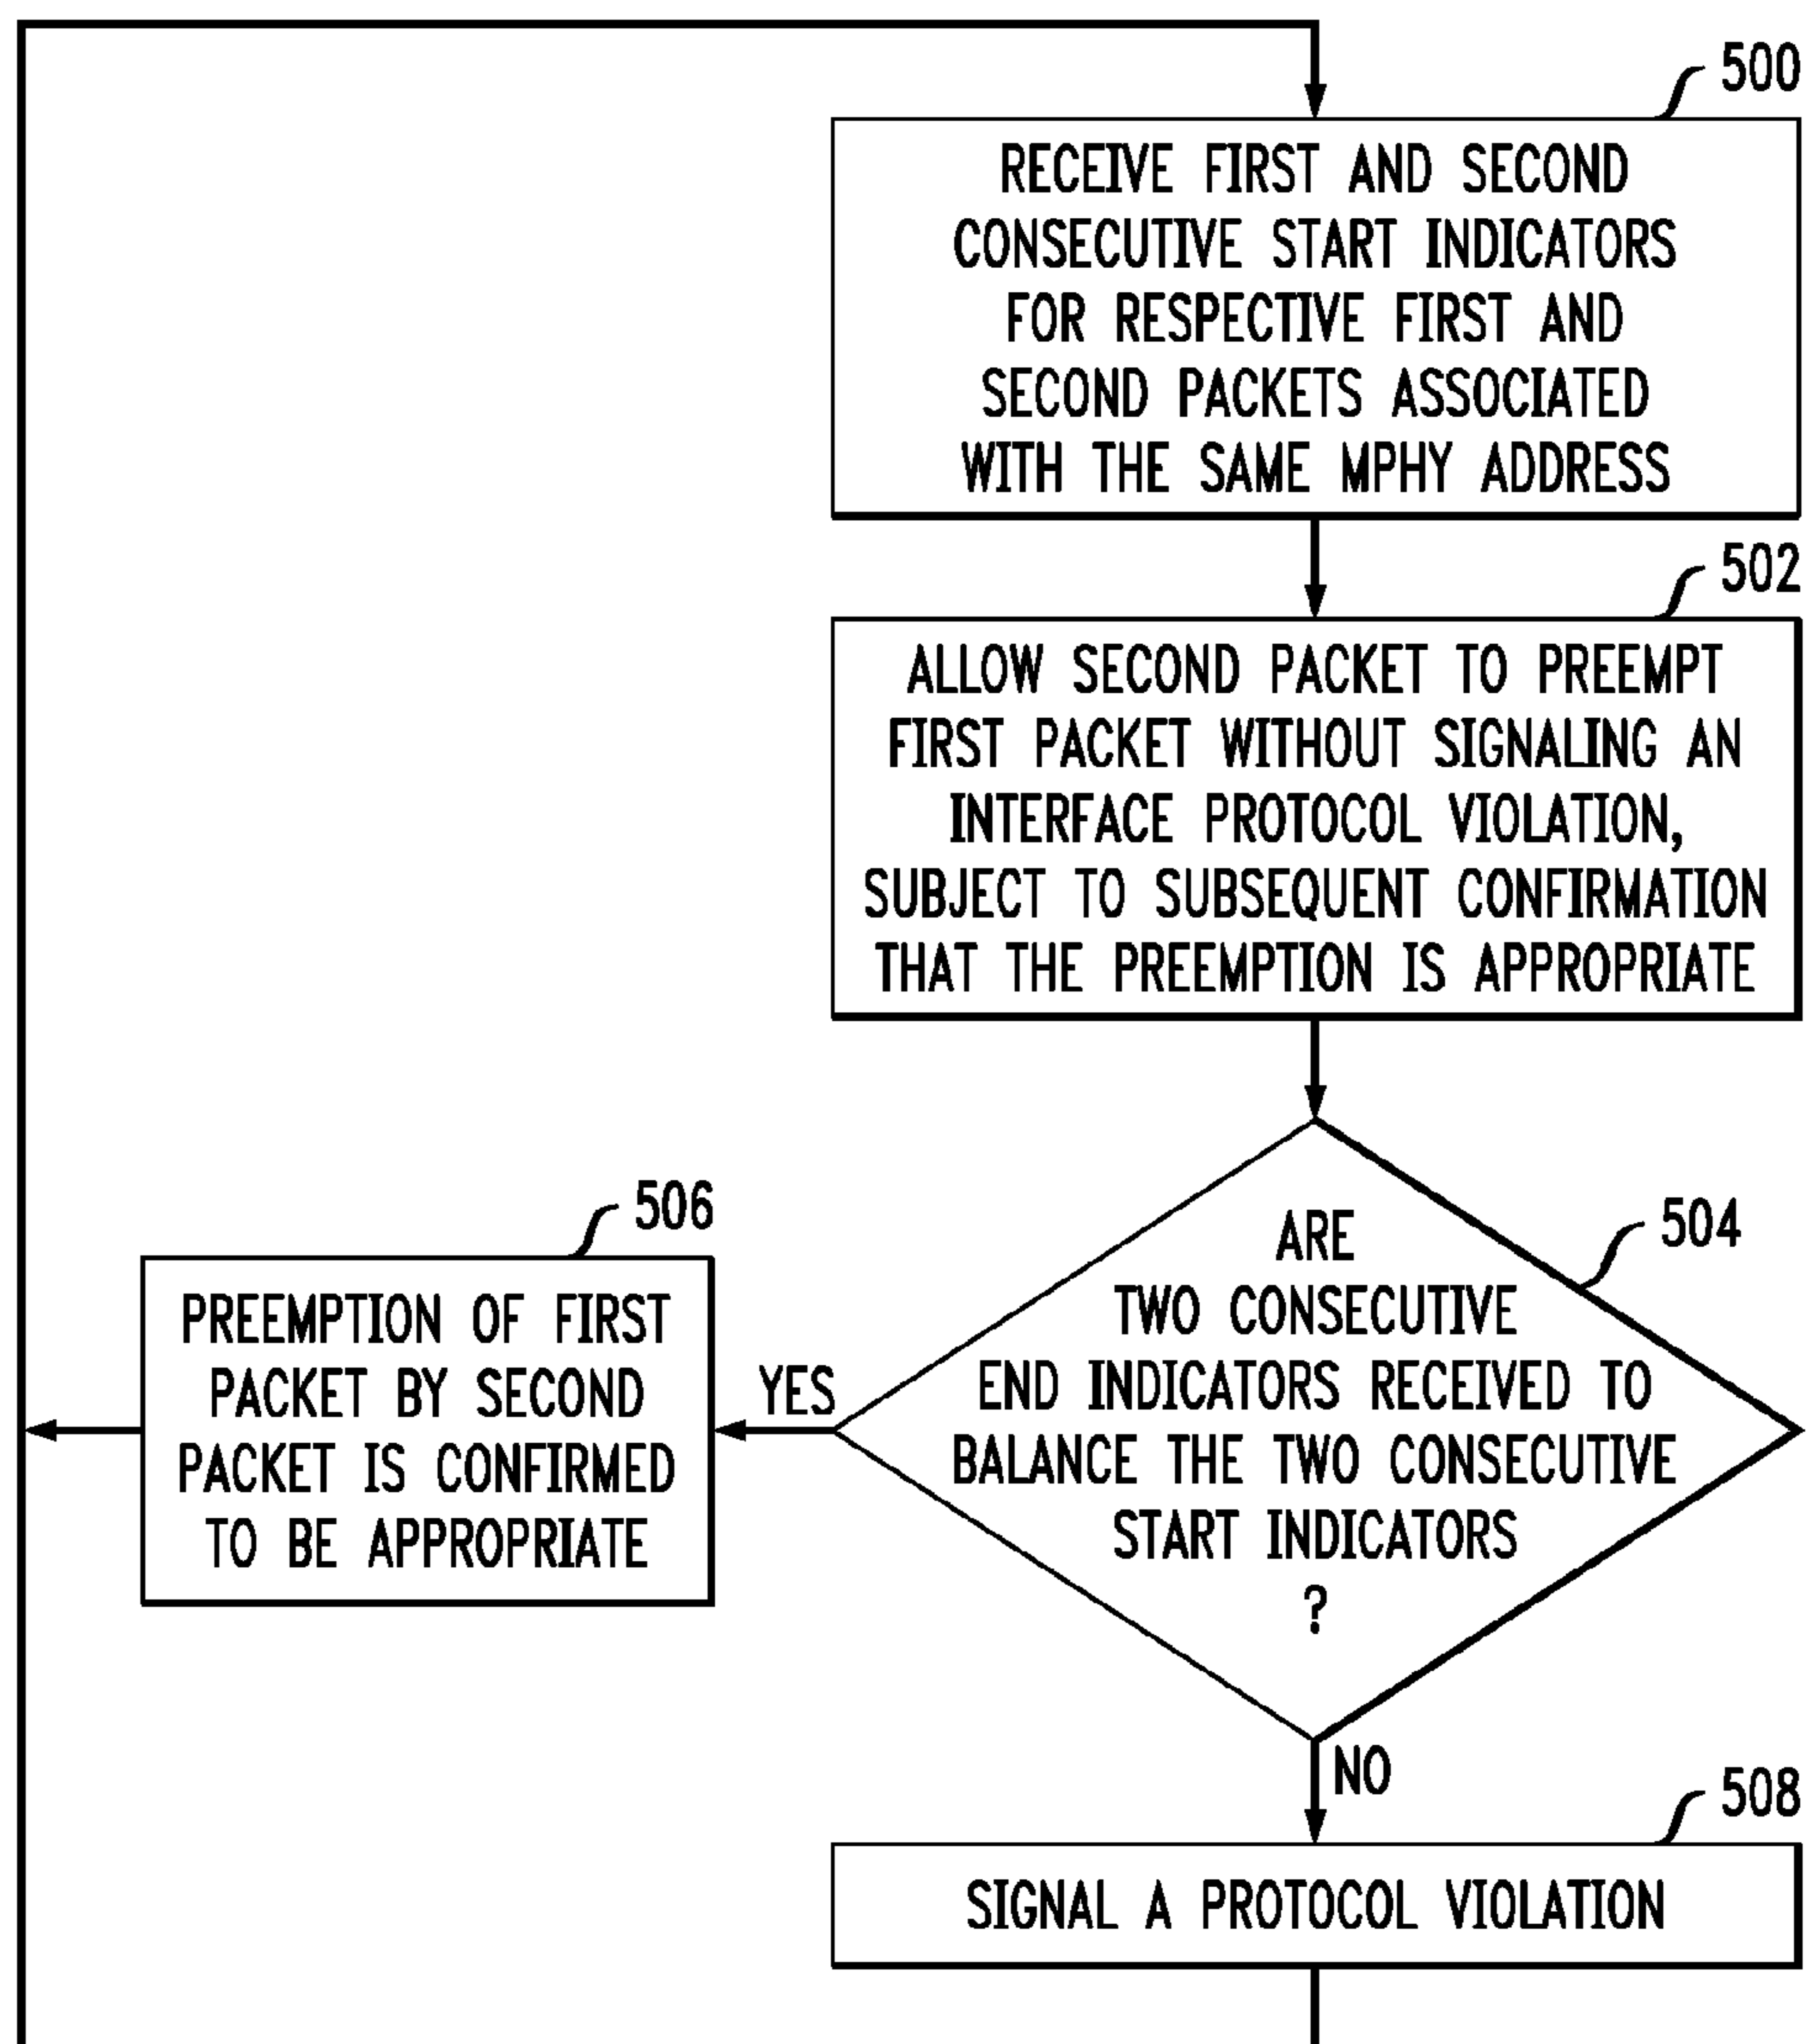 500
RECEIVE FIRST AND SECOND
CONSECUTIVE START INDICATORS
FOR RESPECTIVE FIRST AND
SECOND PACKETS ASSOCIATED
WITH THE SAME MPHY ADDRESS
502
ALLOW SECOND PACKET TO PREEMPT
FIRST PACKET WITHOUT SIGNALING AN
INTERFACE PROTOCOL VIOLATION,
SUBJECT TO SUBSEQUENT CONFIRMATION
THAT THE PREEMPTION IS APPROPRIATE
504
ARE
TWO CONSECUTIVE
END INDICATORS RECEIVED TO
BALANCE THE TWO CONSECUTIVE
START INDICATORS
?
YES
506
PREEMPTION OF FIRST
PACKET BY SECOND
PACKET IS CONFIRMED
TO BE APPROPRIATE
NO
508
SIGNAL A PROTOCOL VIOLATION